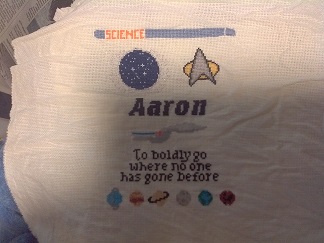 SCIENCE
Aaron
To boldly go
where no one
has gone before